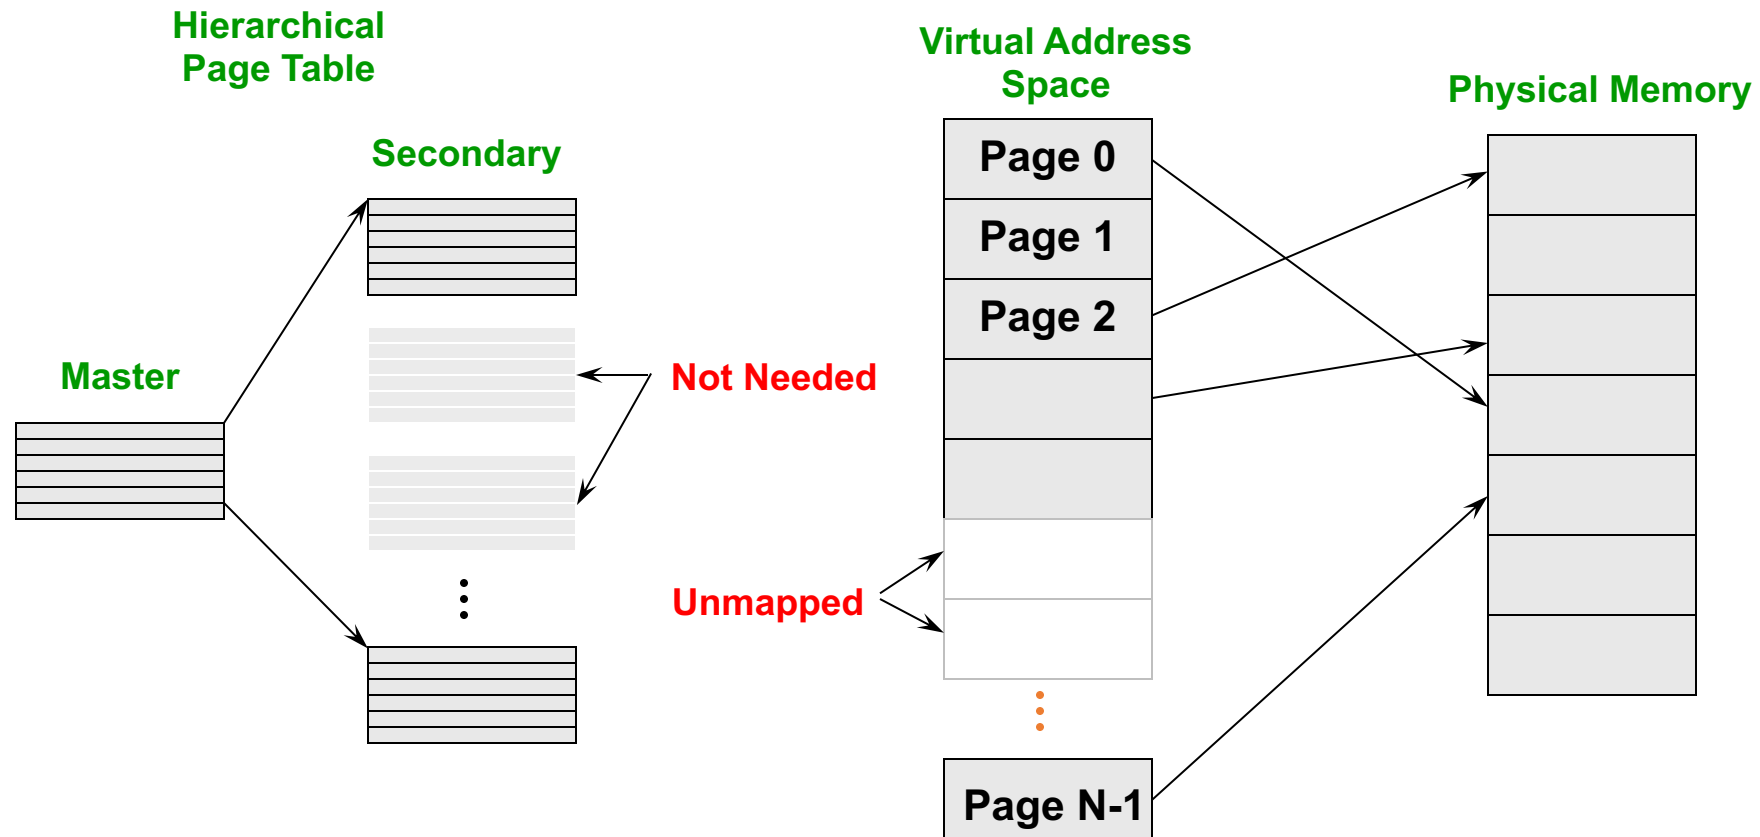 Hierarchical
Page Table
Secondary
Master
Not Needed
Unmapped
Virtual Address
Space
Page 0
Page 1
Page 2
Page N-1
Physical Memory